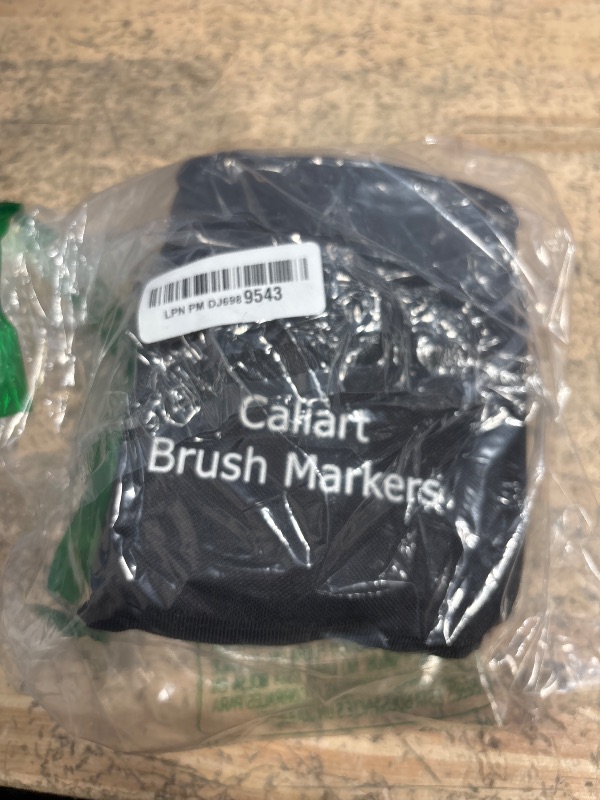 LPN PM DJ698 9543
Caliart
Brush Markers